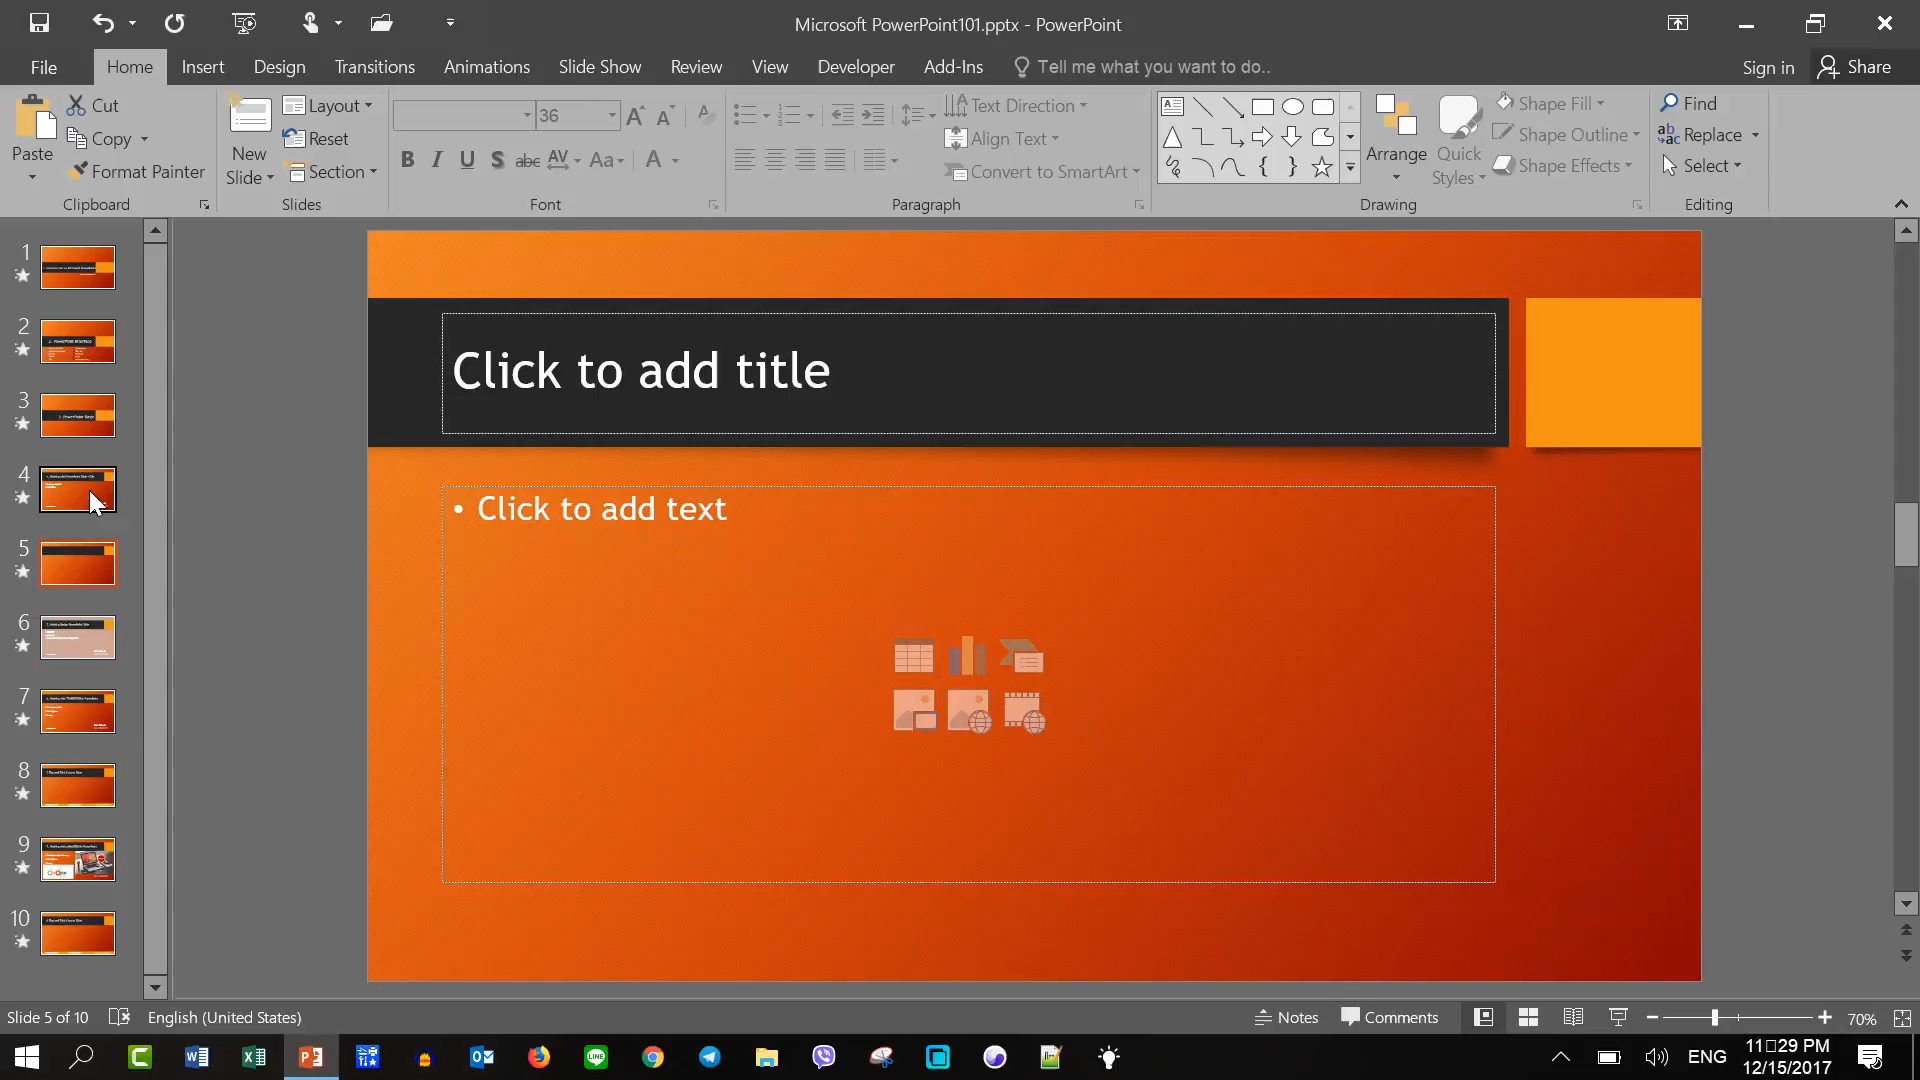 Microsoft PowerPoint101.pptx - PowerPoint
File Home Insert Design Transitions Animations Slide Show Review View Developer Add-Ins Tell me what you want to do.. Sign in Share
Paste
Cut
Copy
Format Painter
Clipboard
New
Slide
Layout
Reset
Section
Slides
36
B I U S abc AV Aa A
Font
Text Direction
Align Text
Convert to SmartArt
Paragraph
Arrange
Quick
Styles
Shape Fill
Shape Outline
Shape Effects
Drawing
Find
Replace
Select
Editing
1
2
3
4
5
6
7
8
9
10
Click to add title
• Click to add text
Slide 5 of 10 English (United States) Notes Comments 70%
ENG
11▯29 PM
12/15/2017